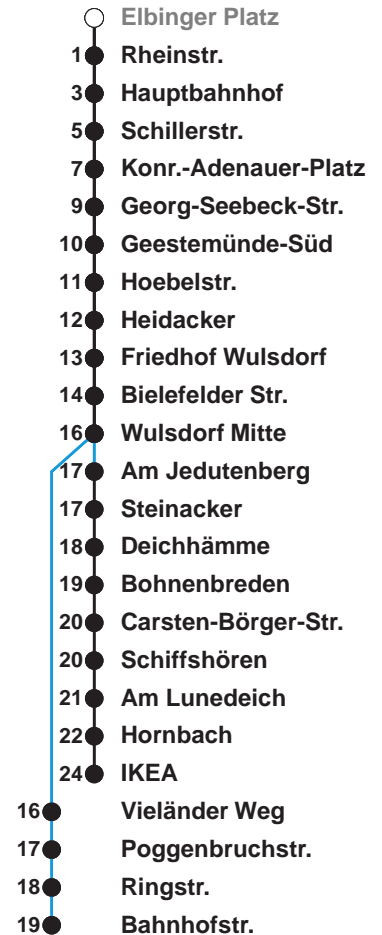 Elbinger Platz
1 Rheinstr.
3 Hauptbahnhof
5 Schillerstr.
7 Konr.-Adenauer-Platz
9 Georg-Seebeck-Str.
10 Geestemünde-Süd
11 Hoebelstr.
12 Heidacker
13 Friedhof Wulsdorf
14 Bielefelder Str.
16 Wulsdorf Mitte
17 Am Jedutenberg
17 Steinacker
18 Deichhämme
19 Bohnenbreden
20 Carsten-Börger-Str.
20 Schiffshören
21 Am Lunedeich
22 Hornbach
24 IKEA
16 Vieländer Weg
17 Poggenbruchstr.
18 Ringstr.
19 Bahnhofstr.